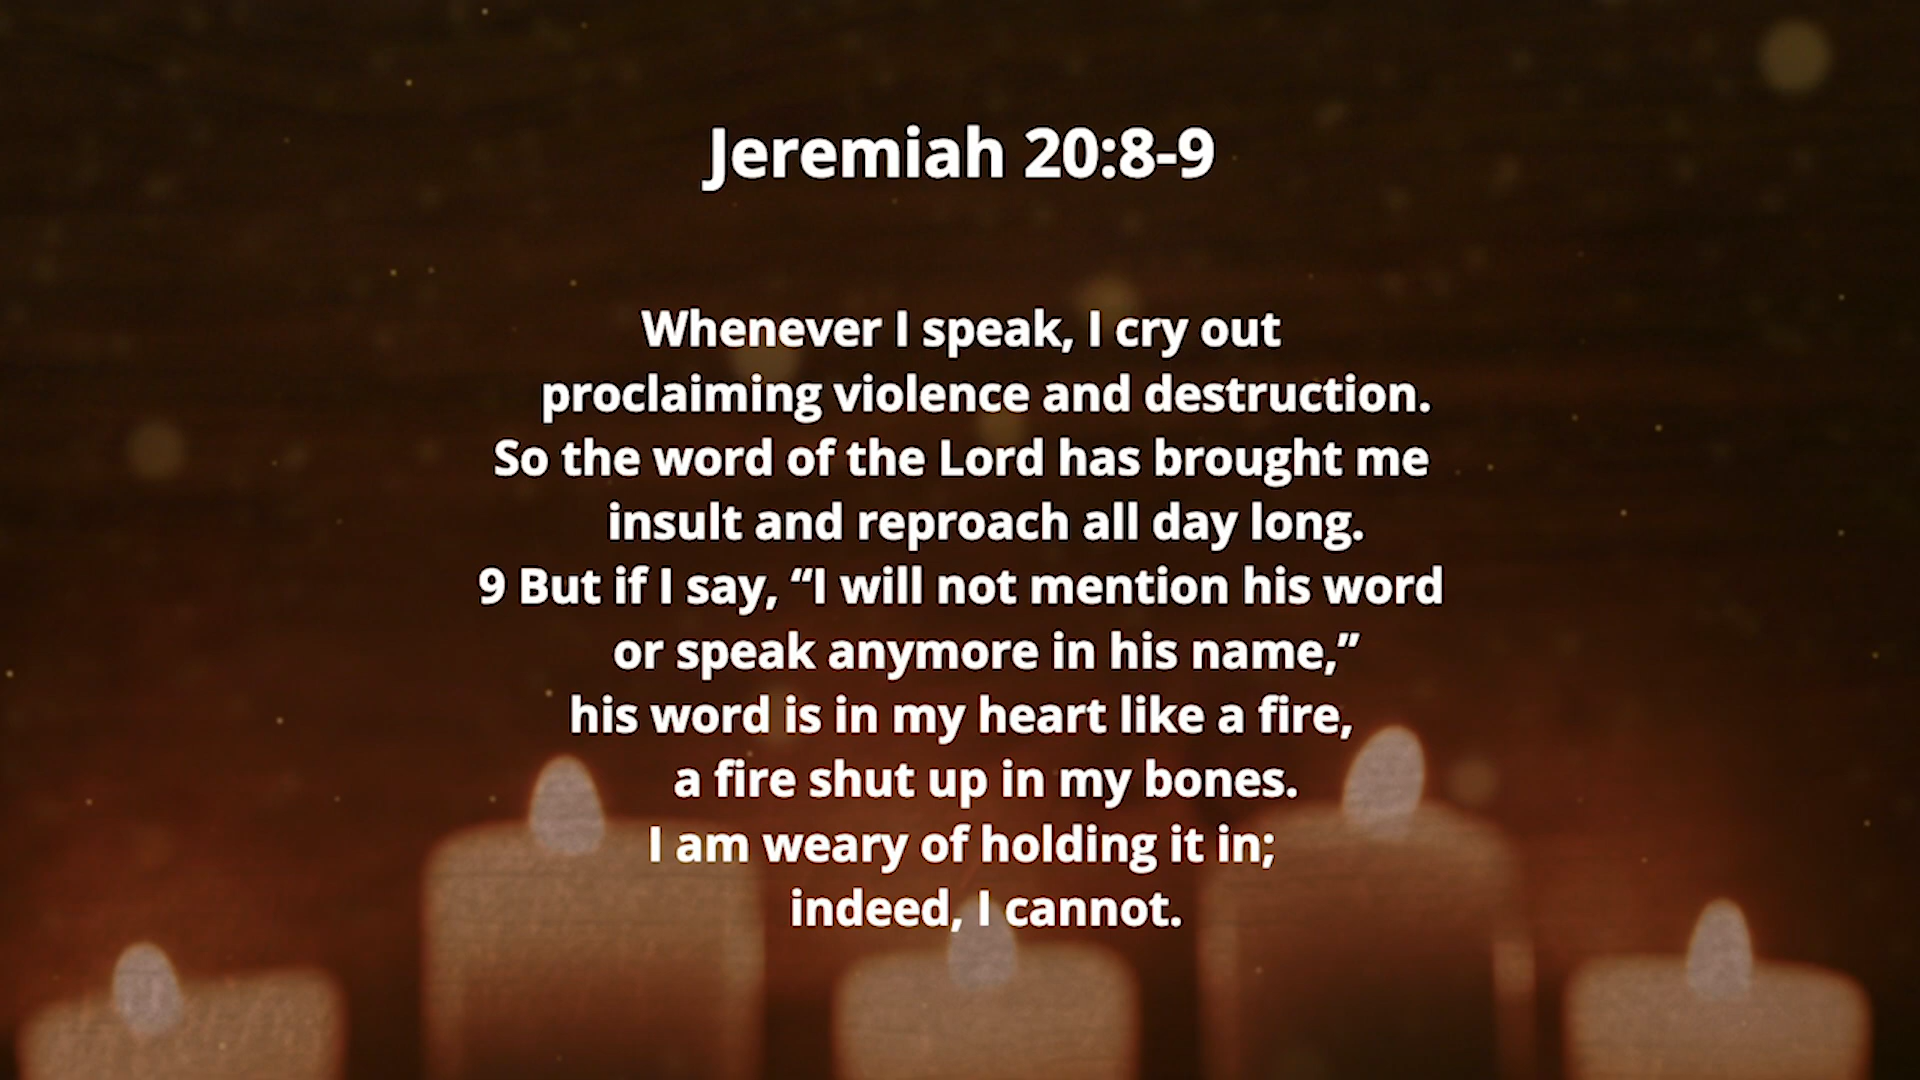 Jeremiah 20:8-9
Whenever I speak, I cry out
proclaiming violence and destruction.
So the word of the Lord has brought me
insult and reproach all day long.
9 But if I say, “I will not mention his word
or speak anymore in his name,”
his word is in my heart like a fire,
a fire shut up in my bones.
I am weary of holding it in;
indeed, I cannot.